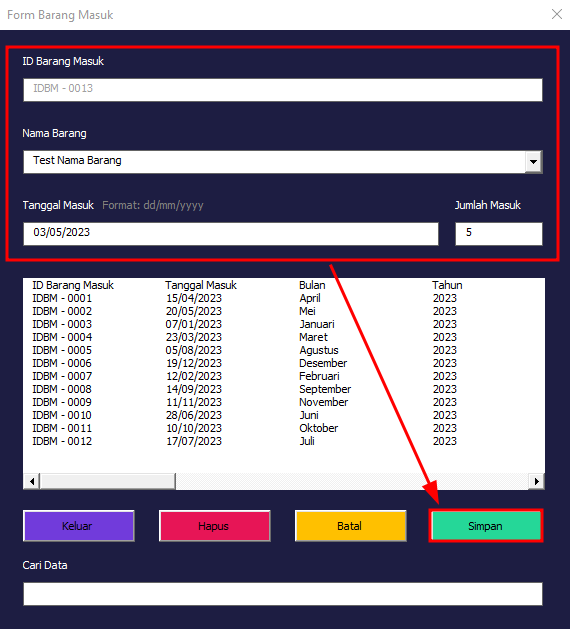 Form Barang Masuk
ID Barang Masuk
IDBM - 0013
Nama Barang
Test Nama Barang
Tanggal Masuk Format: dd/mm/yyyy Jumlah Masuk
03/05/2023 5
ID Barang Masuk Tanggal Masuk Bulan Tahun
IDBM - 0001 15/04/2023 April 2023
IDBM - 0002 20/05/2023 Mei 2023
IDBM - 0003 07/01/2023 Januari 2023
IDBM - 0004 23/03/2023 Maret 2023
IDBM - 0005 05/08/2023 Agustus 2023
IDBM - 0006 19/12/2023 Desember 2023
IDBM - 0007 12/02/2023 Februari 2023
IDBM - 0008 14/09/2023 September 2023
IDBM - 0009 11/11/2023 November 2023
IDBM - 0010 28/06/2023 Juni 2023
IDBM - 0011 10/10/2023 Oktober 2023
IDBM - 0012 17/07/2023 Juli 2023
Keluar Hapus Batal Simpan
Cari Data